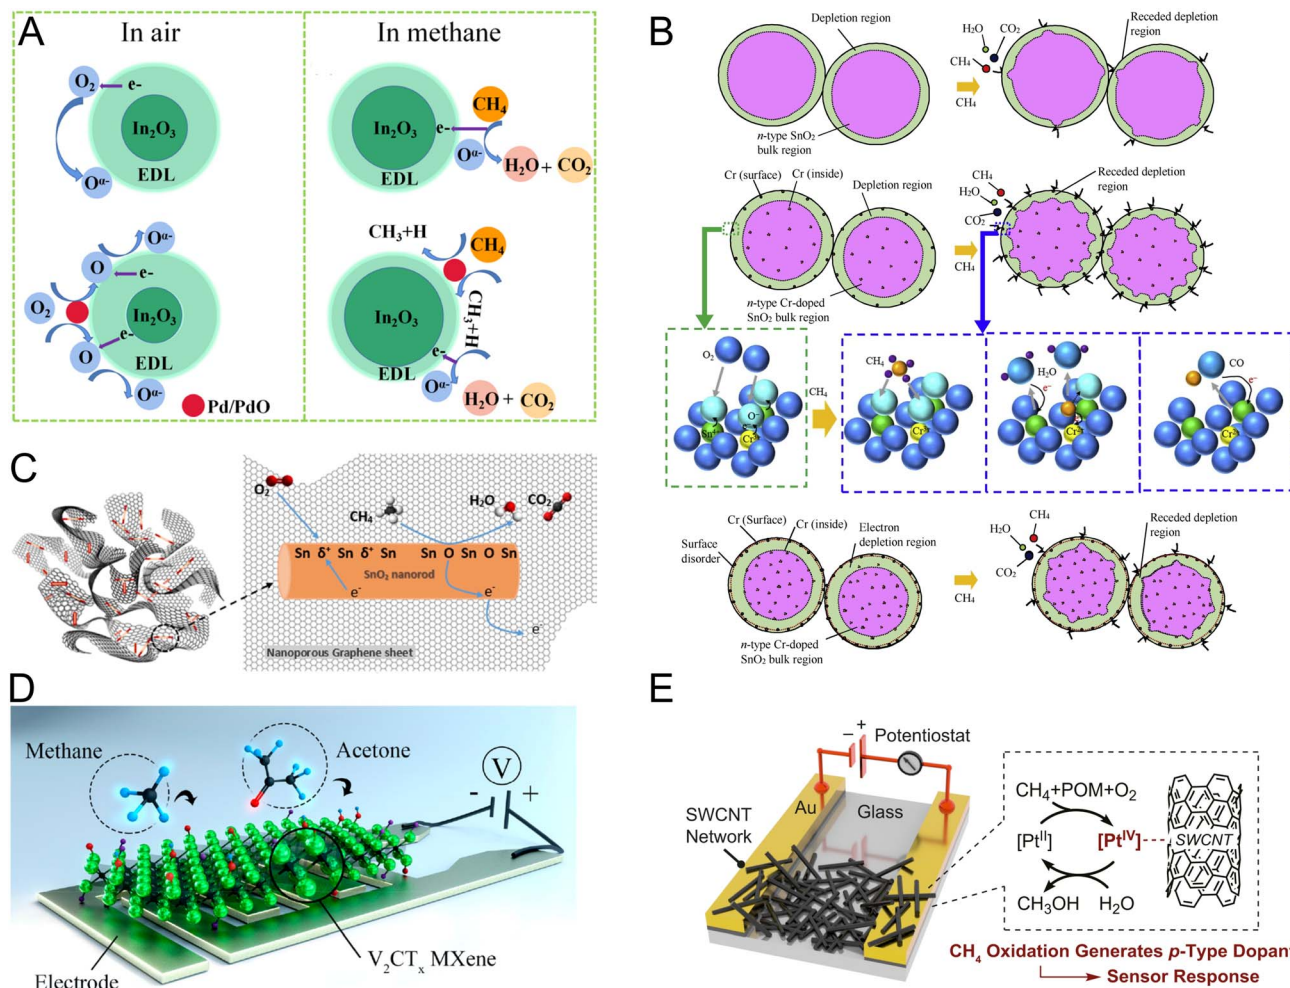 A
In air
In methane
O₂
e-
In₂O₃
EDL
Oᵅ⁻
In₂O₃
e-
CH₄
Oᵅ⁻
EDL
H₂O + CO₂
Oᵅ⁻
O
e-
O₂
In₂O₃
e-
O
EDL
Oᵅ⁻
Pd/PdO
CH₃+H
CH₄
CH₃+H
In₂O₃
e-
EDL
Oᵅ⁻
H₂O + CO₂
B
Depletion region
n-type SnO₂
bulk region
CH₄
H₂O
CO₂
CH₄
Receded depletion
region
Cr (surface)
Cr (inside)
Depletion region
n-type Cr-doped
SnO₂ bulk region
CH₄
CH₄
H₂O
CO₂
Receded depletion
region
O₂
O⁻
CH₄
CH₄
H₂O
e⁻
CO
e⁻
Surface
disorder
Cr (Surface)
Cr (inside)
Electron
depletion region
n-type Cr-doped
SnO₂ bulk region
CH₄
CH₄
H₂O
CO₂
Receded depletion
region
C
O₂
CH₄
H₂O
CO₂
Sn δ⁺ Sn δ⁺ Sn
Sn O Sn O Sn
SnO₂ nanorod
e⁻
e⁻
e⁻
Nanoporous Graphene sheet
D
Methane
Acetone
V
-
+
V₂CTₓ MXene
Electrode
E
− +
Potentiostat
Au
Glass
SWCNT
Network
CH₄+POM+O₂
[Ptᴵᴵ]
[Ptᴵⱽ]
SWCNT
CH₃OH
H₂O
CH₄ Oxidation Generates p-Type Dopant
Sensor Response